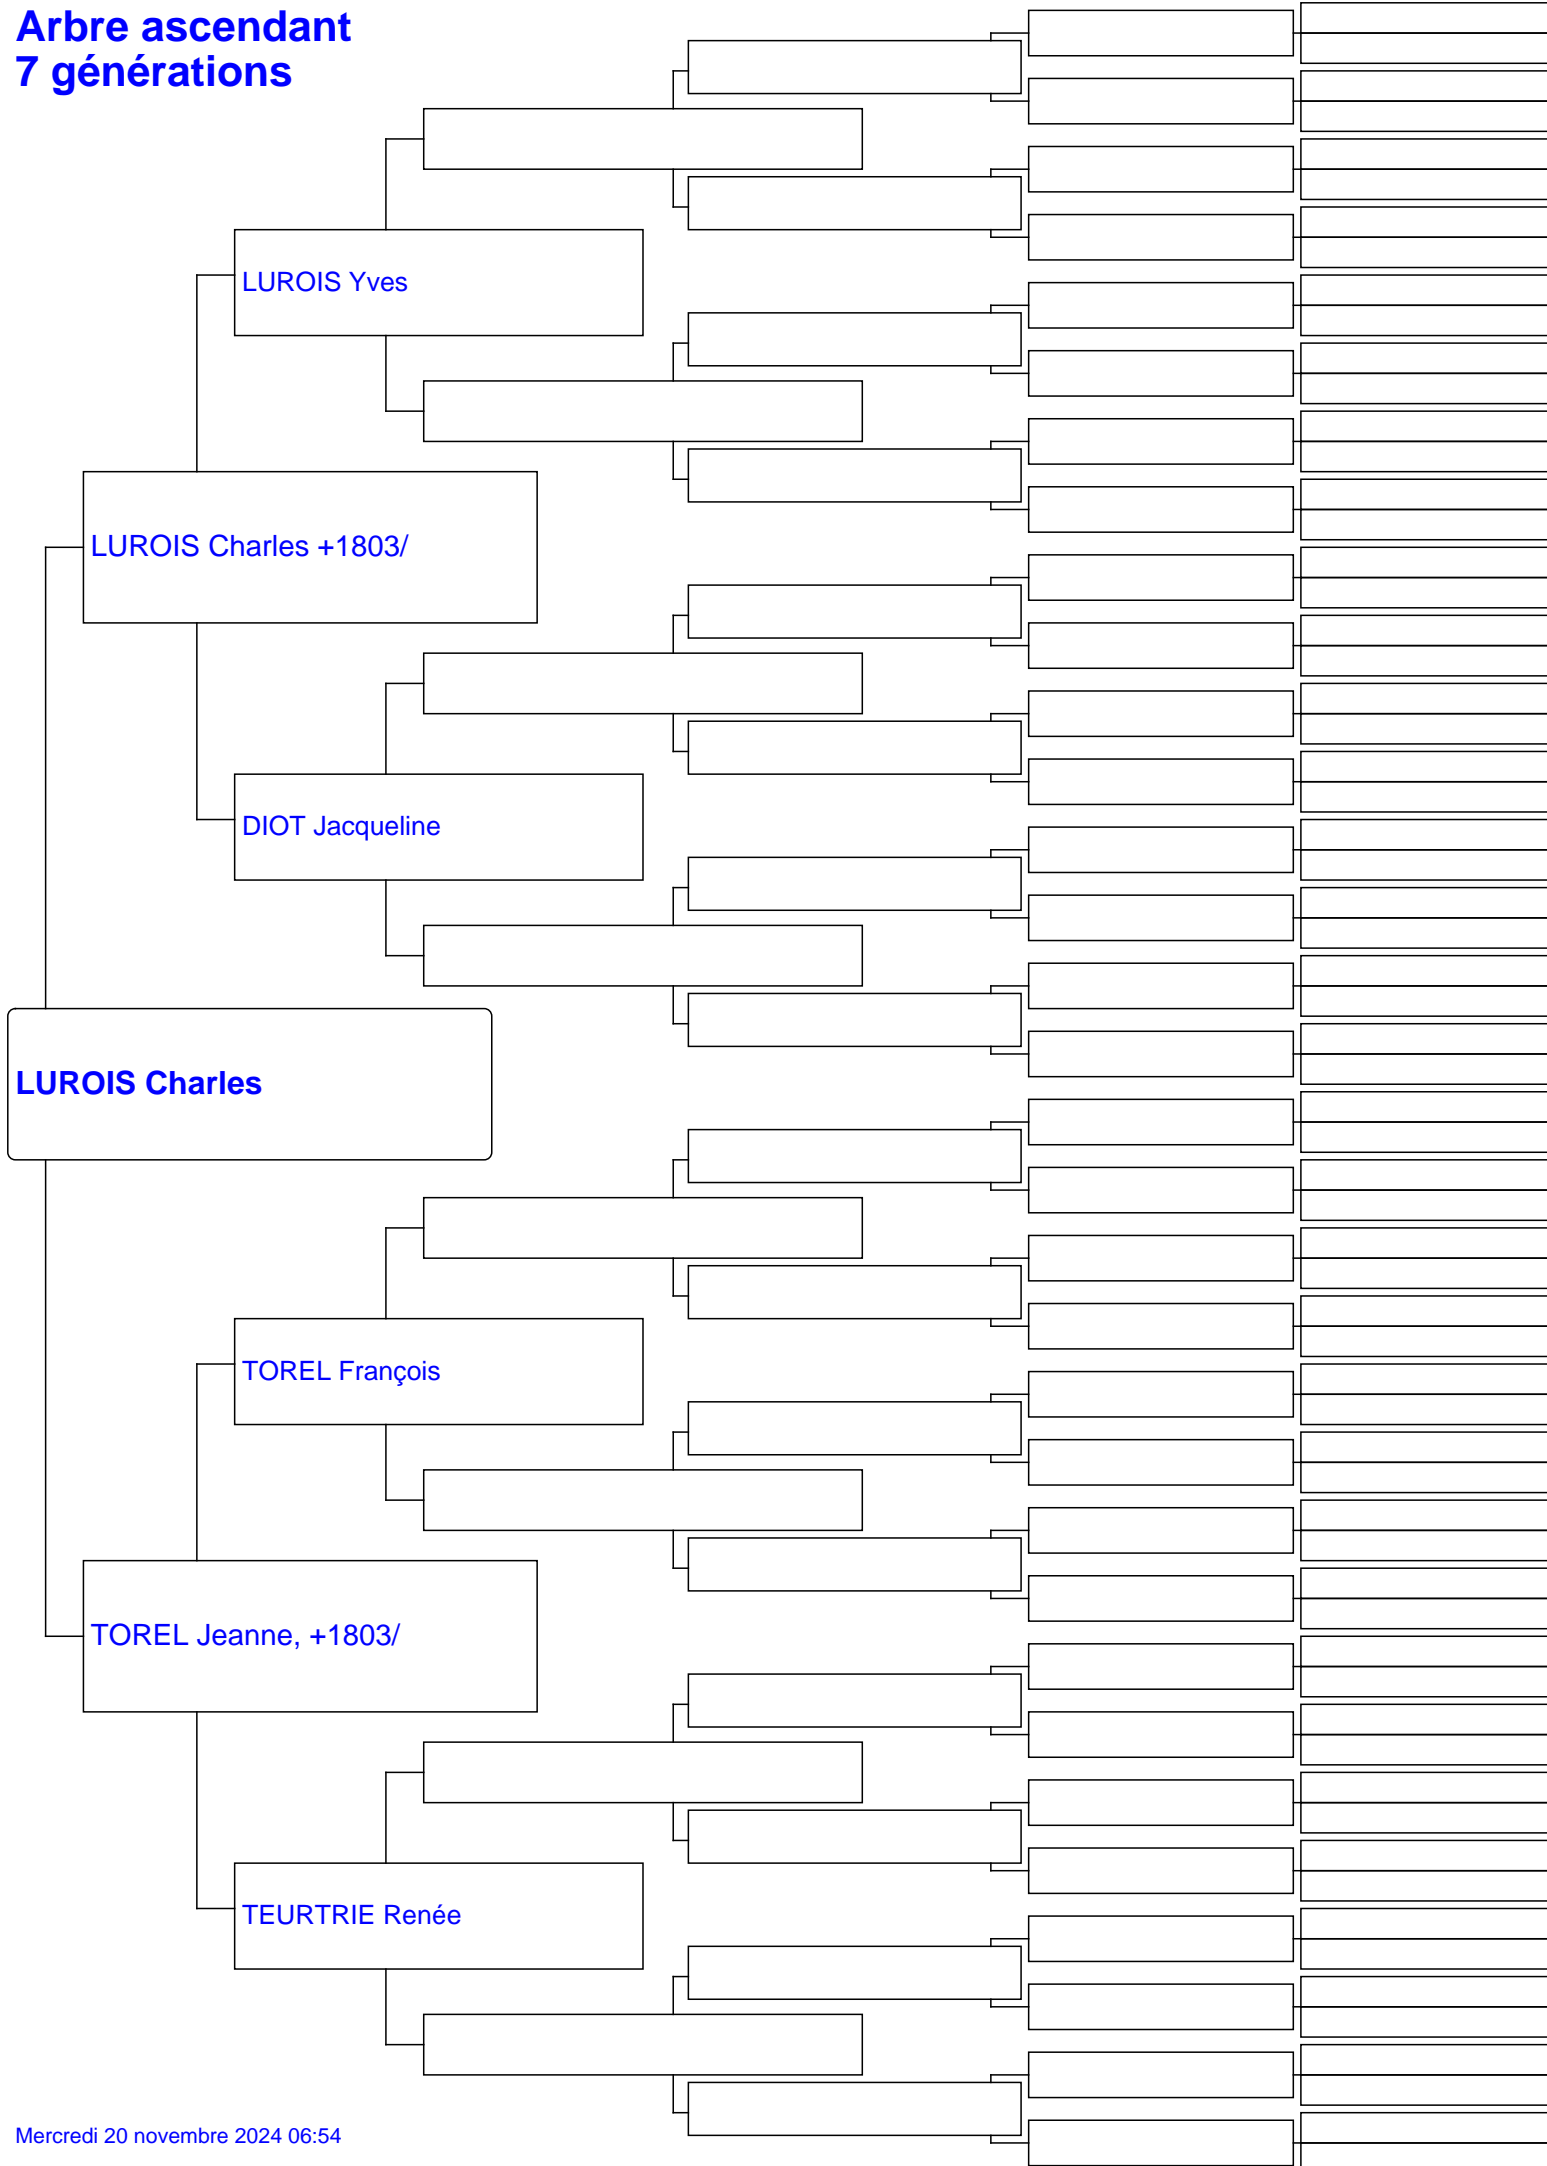 Arbre ascendant
7 générations
LUROIS Yves
LUROIS Charles +1803/
DIOT Jacqueline
LUROIS Charles
TOREL François
TOREL Jeanne, +1803/
TEURTRIE Renée
Mercredi 20 novembre 2024 06:54